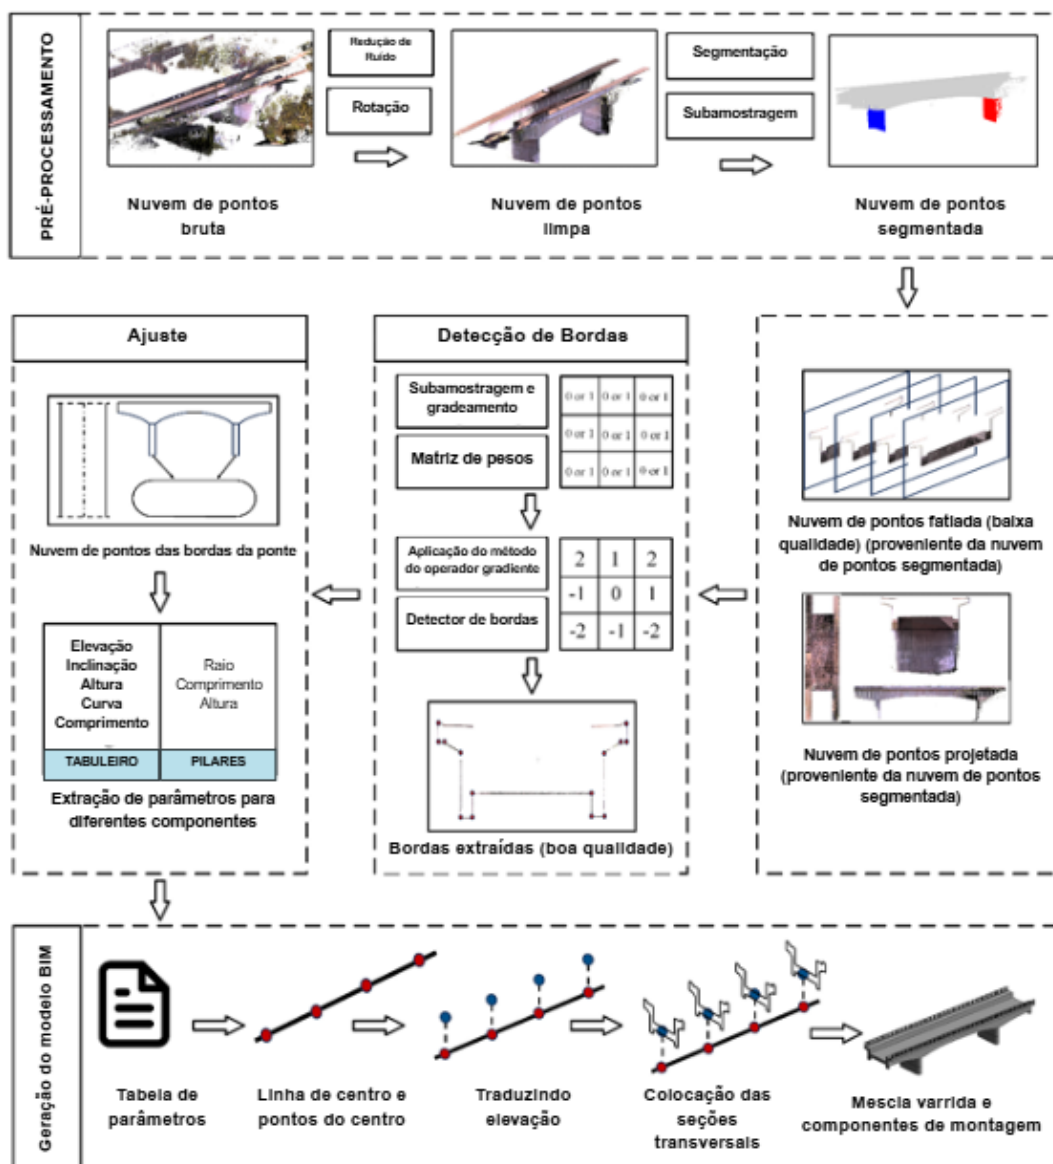 PRÉ-PROCESSAMENTO
Redução de
Ruído
Rotação
Segmentação
Subamostragem
Nuvem de pontos
bruta
Nuvem de pontos
limpa
Nuvem de pontos
segmentada
Ajuste
Nuvem de pontos das bordas da ponte
Elevação
Inclinação
Altura
Curva
Comprimento
Raio
Comprimento
Altura
TABULEIRO
PILARES
Extração de parâmetros para
diferentes componentes
Detecção de Bordas
Subamostragem e
gradeamento
Matriz de pesos
0 or 1 0 or 1 0 or 1
0 or 1 0 or 1 0 or 1
0 or 1 0 or 1 0 or 1
Aplicação do método
do operador gradiente
Detector de bordas
2 1 2
-1 0 1
-2 -1 -2
Bordas extraídas (boa qualidade)
Nuvem de pontos fatiada (baixa
qualidade) (proveniente da nuvem
de pontos segmentada)
Nuvem de pontos projetada
(proveniente da nuvem de pontos
segmentada)
Geração do modelo BIM
Tabela de
parâmetros
Linha de centro e
pontos do centro
Traduzindo
elevação
Colocação das
seções
transversais
Mescla varrida e
componentes de montagem